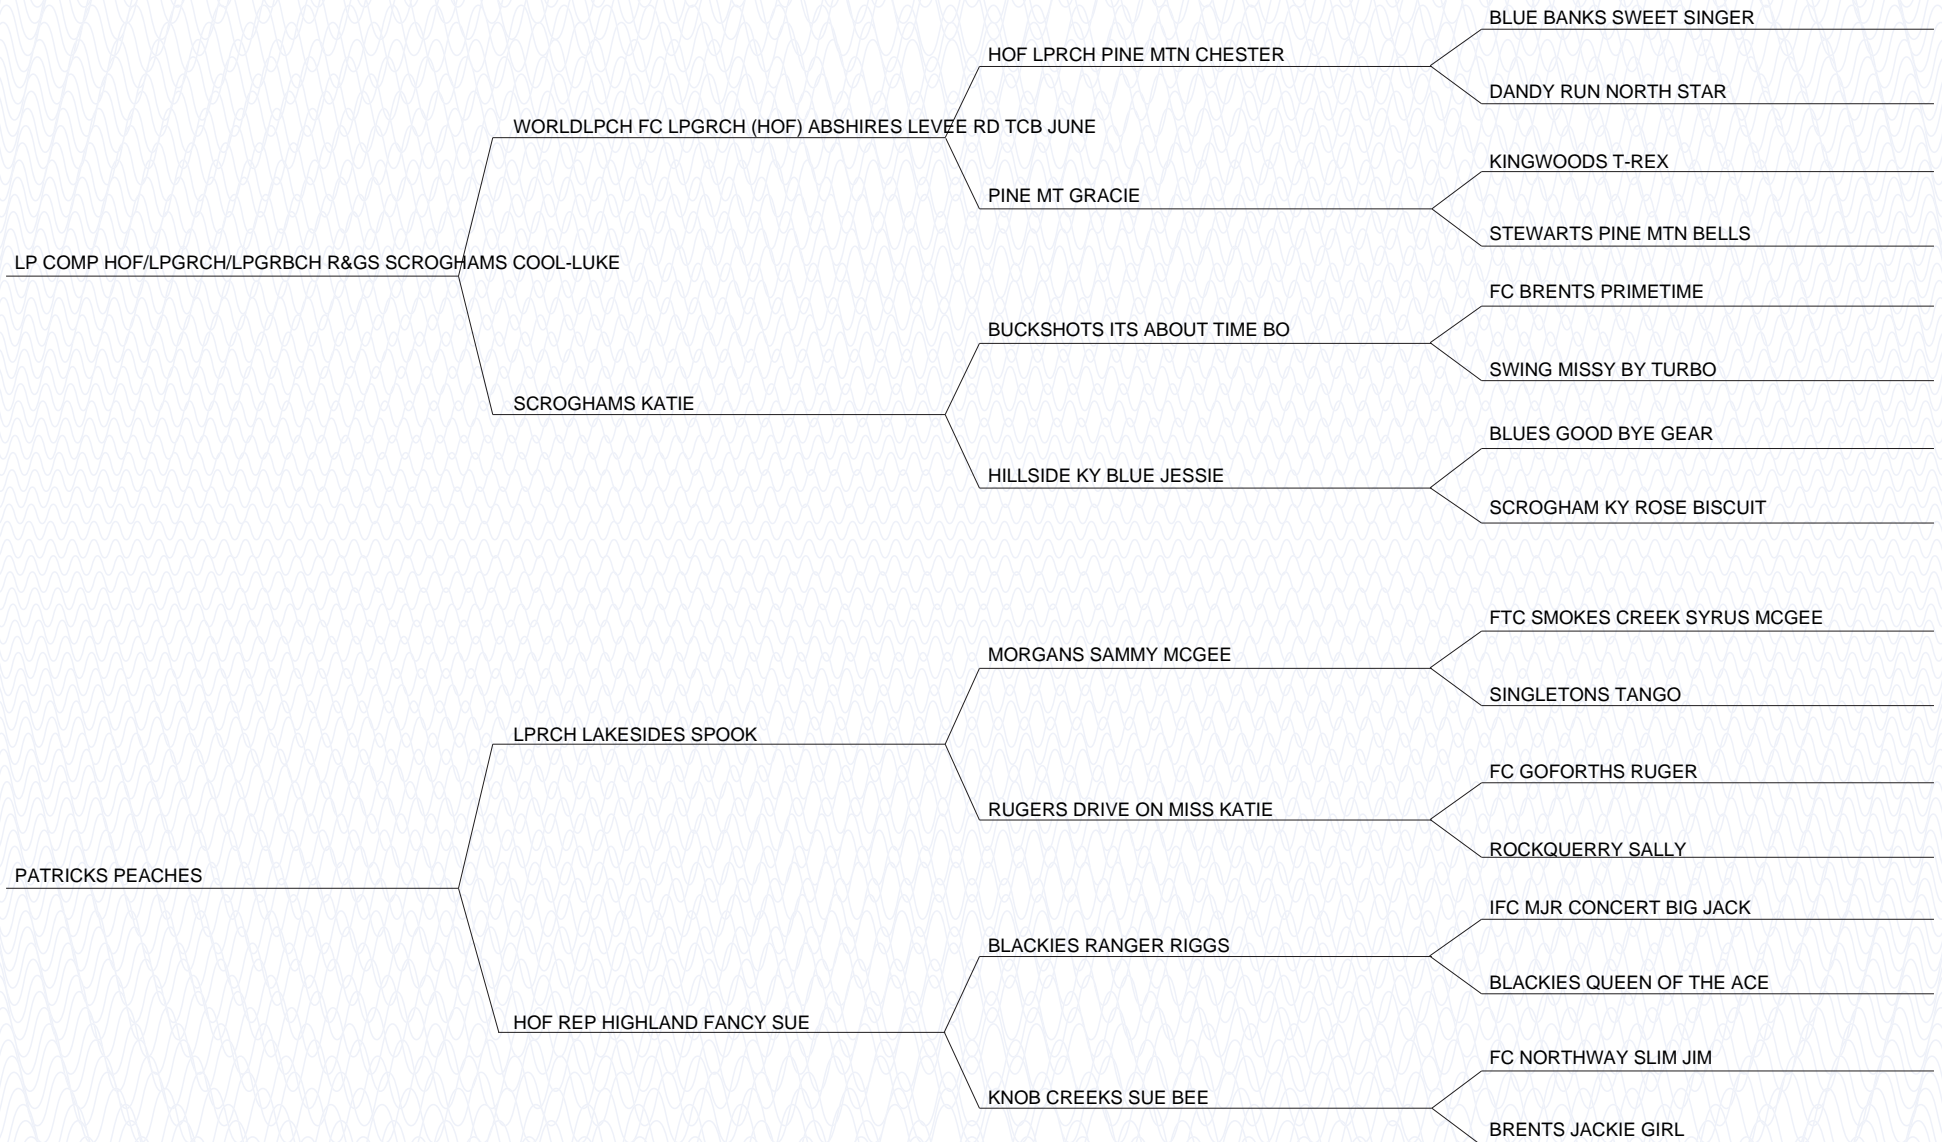 BLUE BANKS SWEET SINGER
HOF LPRCH PINE MTN CHESTER
DANDY RUN NORTH STAR
WORLDLPCH FC LPGRCH (HOF) ABSHIRES LEVEE RD TCB JUNE
KINGWOODS T-REX
PINE MT GRACIE
STEWARTS PINE MTN BELLS
LP COMP HOF/LPGRCH/LPGRBCH R&GS SCROGHAMS COOL-LUKE
FC BRENTS PRIMETIME
BUCKSHOTS ITS ABOUT TIME BO
SWING MISSY BY TURBO
SCROGHAMS KATIE
BLUES GOOD BYE GEAR
HILLSIDE KY BLUE JESSIE
SCROGHAM KY ROSE BISCUIT
FTC SMOKES CREEK SYRUS MCGEE
MORGANS SAMMY MCGEE
SINGLETONS TANGO
LPRCH LAKESIDES SPOOK
FC GOFORTHS RUGER
RUGERS DRIVE ON MISS KATIE
ROCKQUERRY SALLY
PATRICKS PEACHES
IFC MJR CONCERT BIG JACK
BLACKIES RANGER RIGGS
BLACKIES QUEEN OF THE ACE
HOF REP HIGHLAND FANCY SUE
FC NORTHWAY SLIM JIM
KNOB CREEKS SUE BEE
BRENTS JACKIE GIRL